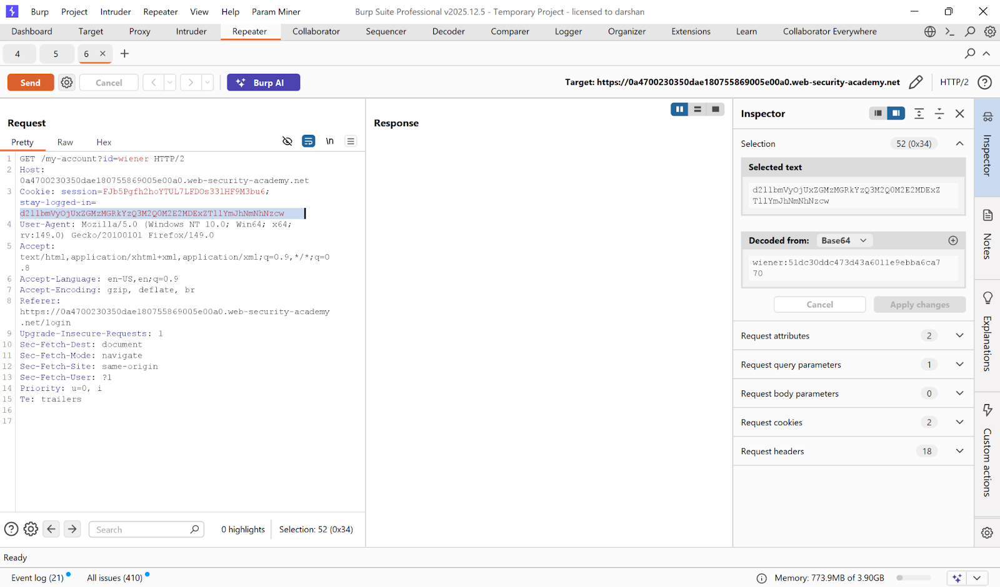 Burp Project Intruder Repeater View Help Param Miner Burp Suite Professional v2025.12.5 - Temporary Project - licensed to darshan
Dashboard Target Proxy Intruder Repeater Collaborator Sequencer Decoder Comparer Logger Organizer Extensions Learn Collaborator Everywhere
4 5 6 × +
Send Cancel < > Burp AI Target: https://0a4700230350dae180755869005e00a0.web-security-academy.net HTTP/2 ?
Request
Pretty Raw Hex \n
1 GET /my-account?id=wiener HTTP/2
2 Host:
0a4700230350dae180755869005e00a0.web-security-academy.net
3 Cookie: session=FJb5Pgfh2hoYTUL7LFDOs33lHF9M3bu6;
stay-logged-in=
d2llbmVyOjUxZGMzMGRkYzQ3M2Q0M2E2MDExZTllYmJhNmNhNzcw
4 User-Agent: Mozilla/5.0 (Windows NT 10.0; Win64; x64;
rv:149.0) Gecko/20100101 Firefox/149.0
5 Accept:
text/html,application/xhtml+xml,application/xml;q=0.9,*/*;q=0
.8
6 Accept-Language: en-US,en;q=0.9
7 Accept-Encoding: gzip, deflate, br
8 Referer:
https://0a4700230350dae180755869005e00a0.web-security-academy
.net/login
9 Upgrade-Insecure-Requests: 1
10 Sec-Fetch-Dest: document
11 Sec-Fetch-Mode: navigate
12 Sec-Fetch-Site: same-origin
13 Sec-Fetch-User: ?1
14 Priority: u=0, i
15 Te: trailers
16
17
? Search 0 highlights Selection: 52 (0x34)
Response
Inspector
Selection 52 (0x34)
Selected text
d2llbmVyOjUxZGMzMGRkYzQ3M2Q0M2E2MDExZ
TllYmJhNmNhNzcw
Decoded from: Base64
wiener:51dc30ddc473d43a6011e9ebba6ca7
70
Cancel Apply changes
Request attributes 2
Request query parameters 1
Request body parameters 0
Request cookies 2
Request headers 18
Inspector
Notes
Explanations
Custom actions
Ready
Event log (21) All issues (410) Memory: 773.9MB of 3.90GB